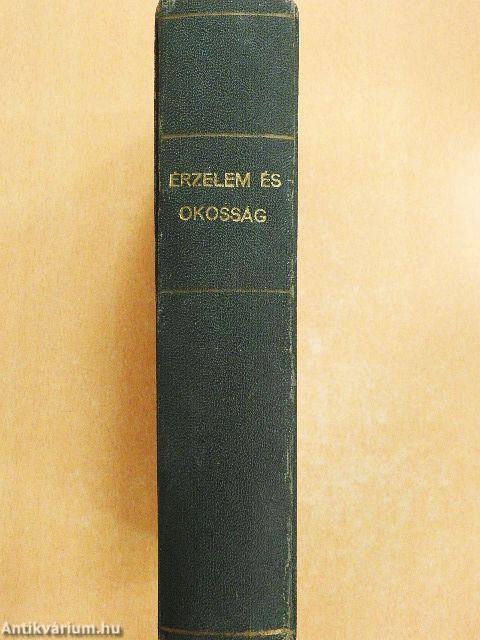 ÉRZELEM ÉS
OKOSSÁG
Antikvárium.hu